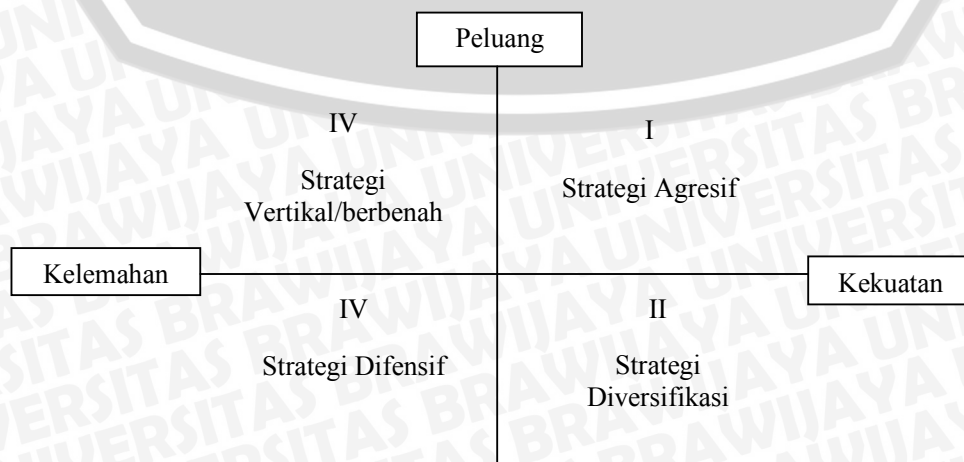 Peluang
IV
I
Strategi
Vertikal/berbenah
Strategi Agresif
Kelemahan
Kekuatan
IV
II
Strategi Difensif
Strategi
Diversifikasi